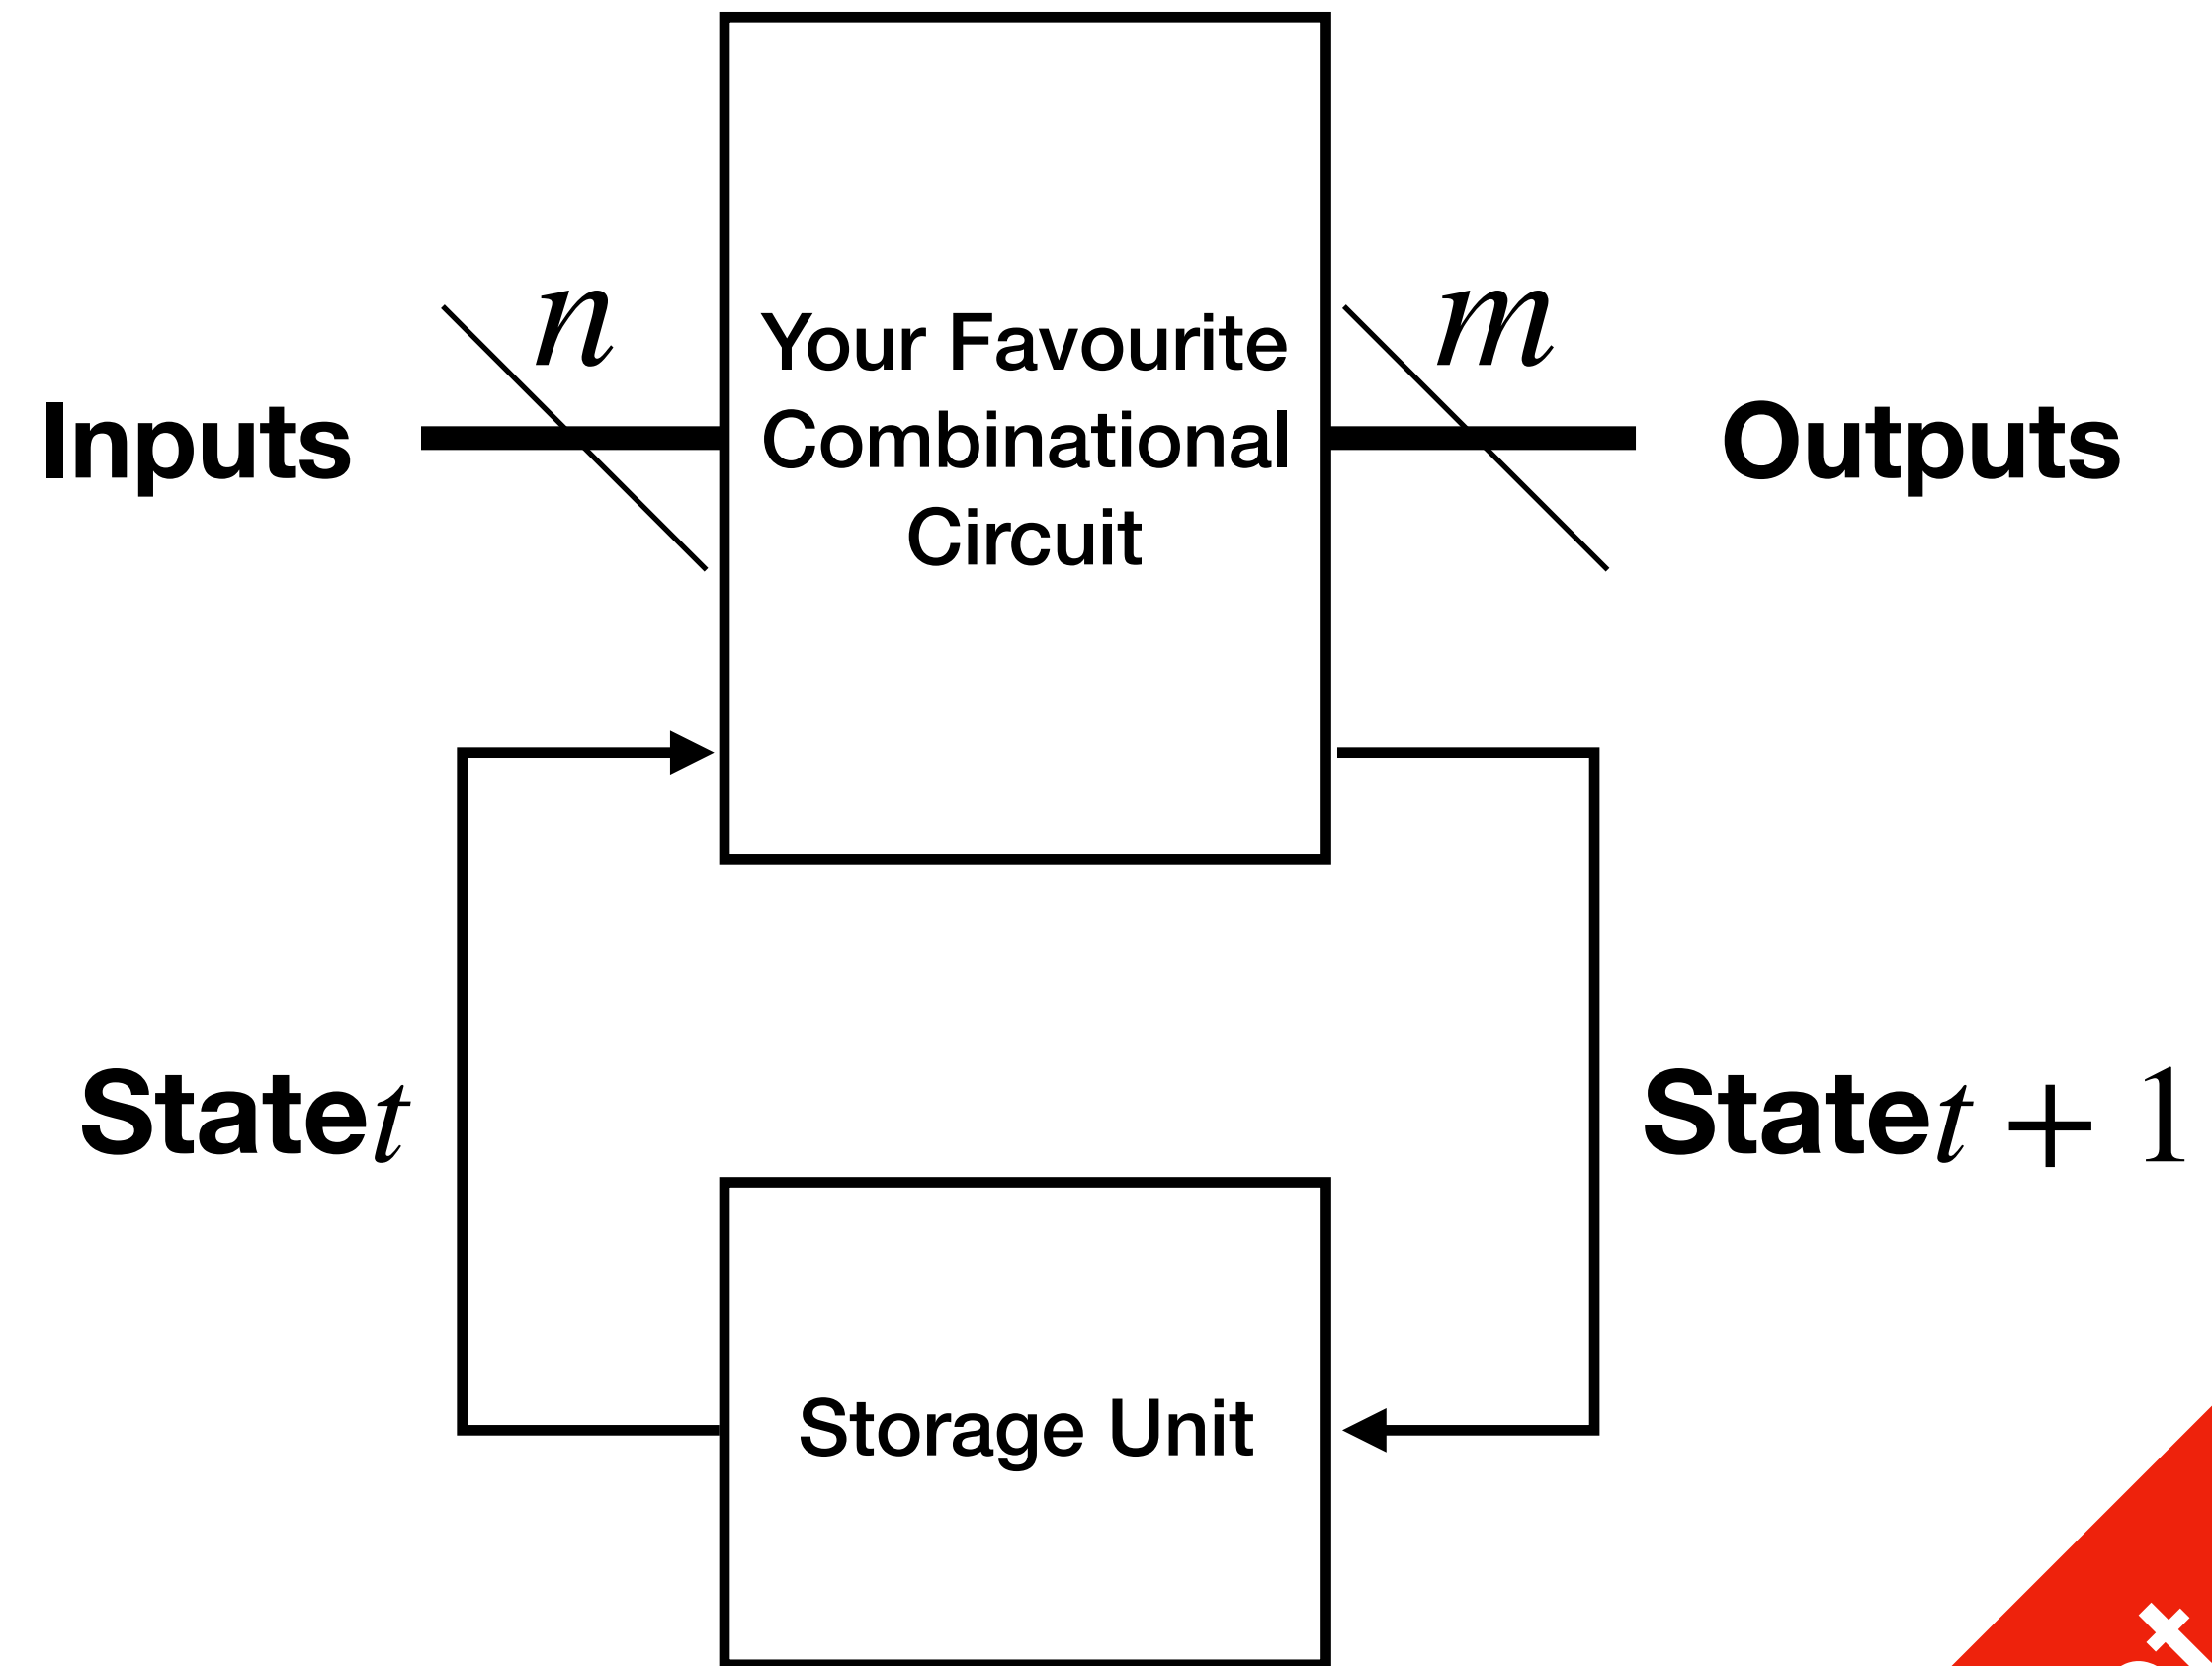 n
m
Your Favourite
Combinational
Circuit
Inputs
Outputs
State t
State t + 1
Storage Unit